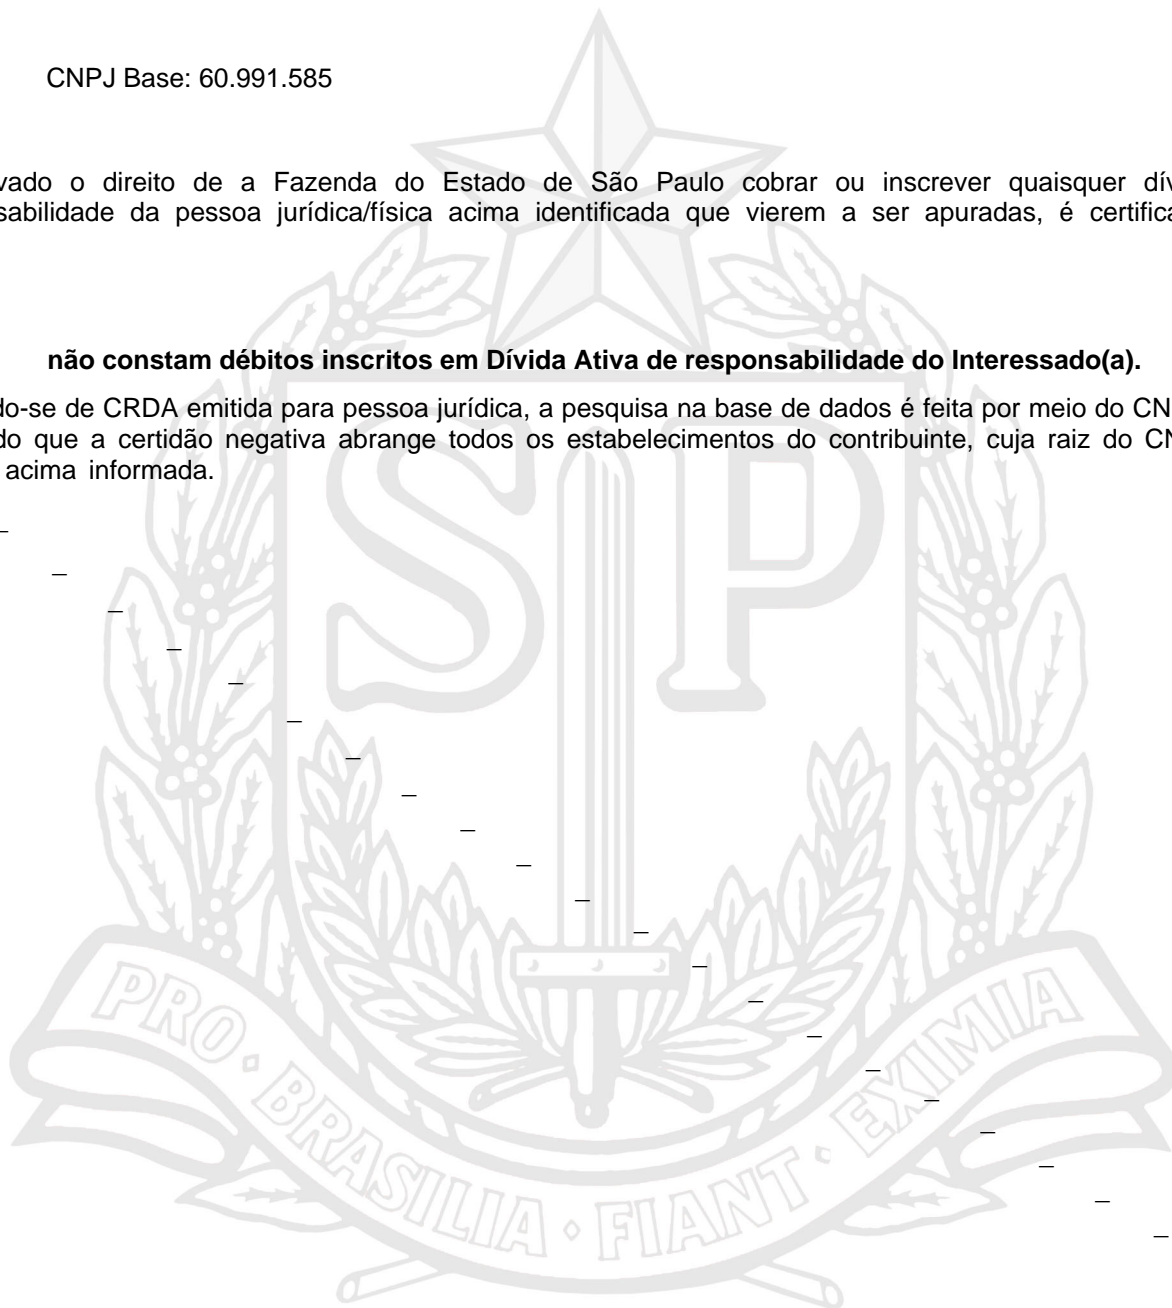 CNPJ Base: 60.991.585
vado o direito de a Fazenda do Estado de São Paulo cobrar ou inscrever quaisquer dív
sabilidade da pessoa jurídica/física acima identificada que vierem a ser apuradas, é certifica
não constam débitos inscritos em Dívida Ativa de responsabilidade do Interessado(a).
do-se de CRDA emitida para pessoa jurídica, a pesquisa na base de dados é feita por meio do CN
do que a certidão negativa abrange todos os estabelecimentos do contribuinte, cuja raiz do CN
acima informada.
SP
PRO • BRASILIA • FIANT • EXIMIA